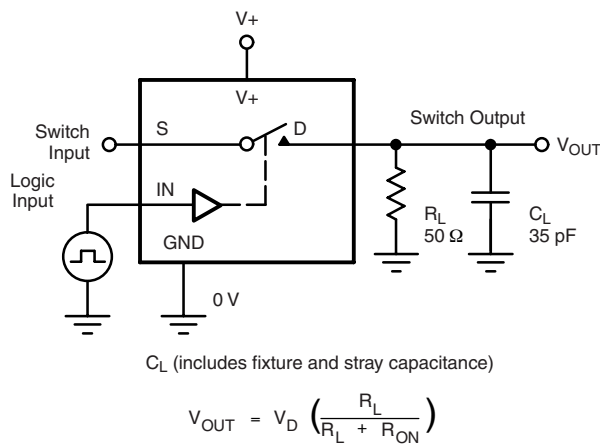 V+
V+
Switch Input
S
D
Switch Output
V_OUT
Logic Input
IN
GND
R_L
50 Ω
C_L
35 pF
0 V
C_L (includes fixture and stray capacitance)
V_OUT = V_D (R_L / (R_L + R_ON))